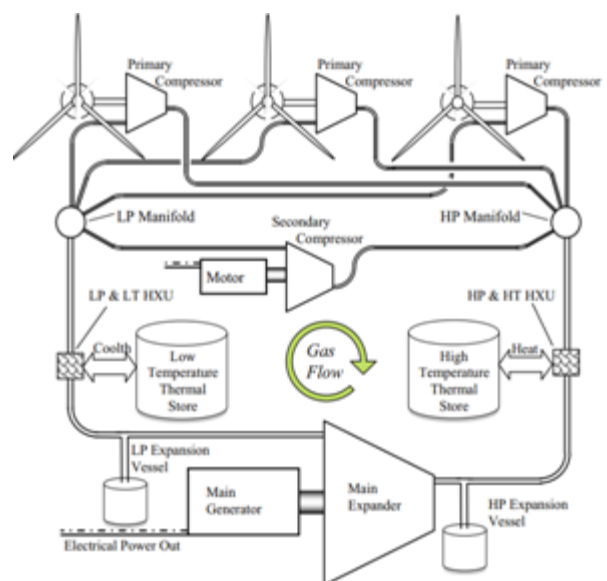 Primary
Compressor
Primary
Compressor
Primary
Compressor
LP Manifold
Secondary
Compressor
HP Manifold
Motor
LP & LT HXU
HP & HT HXU
Coolth
Low
Temperature
Thermal
Store
Gas
Flow
High
Temperature
Thermal
Store
Heat
LP Expansion
Vessel
Main
Generator
Main
Expander
HP Expansion
Vessel
Electrical Power Out